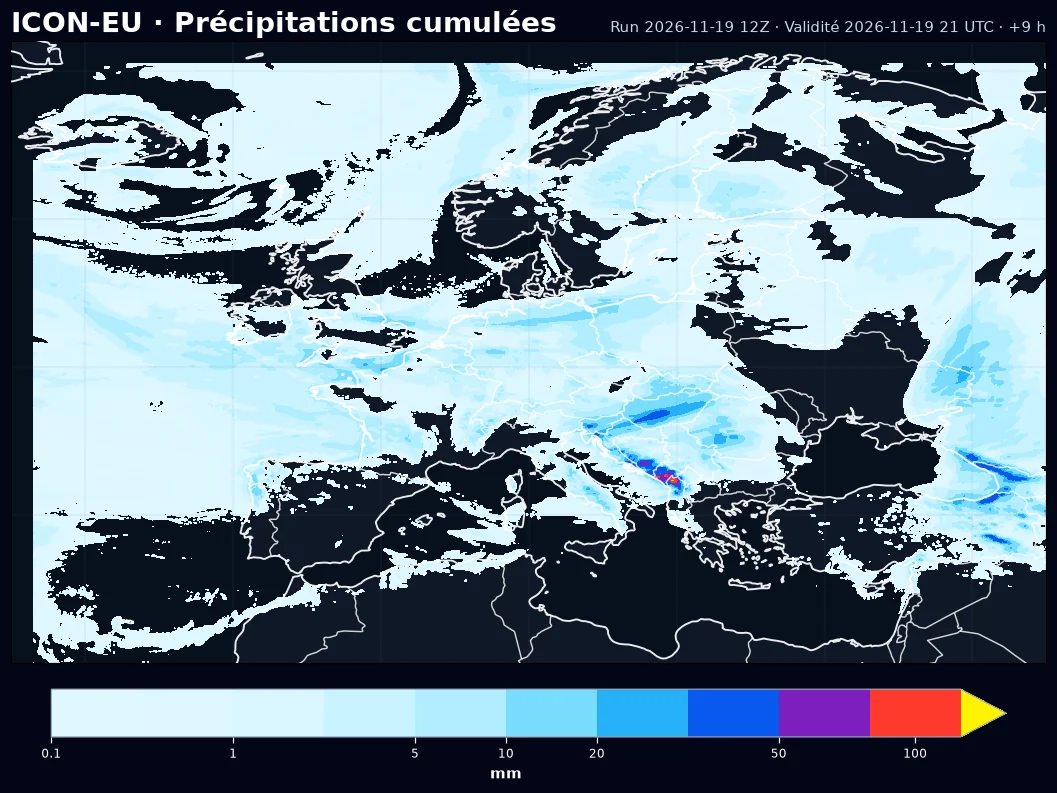 ICON-EU · Précipitations cumulées
Run 2026-11-19 12Z · Validité 2026-11-19 21 UTC · +9 h
0.1 1 5 10 20 50 100
mm